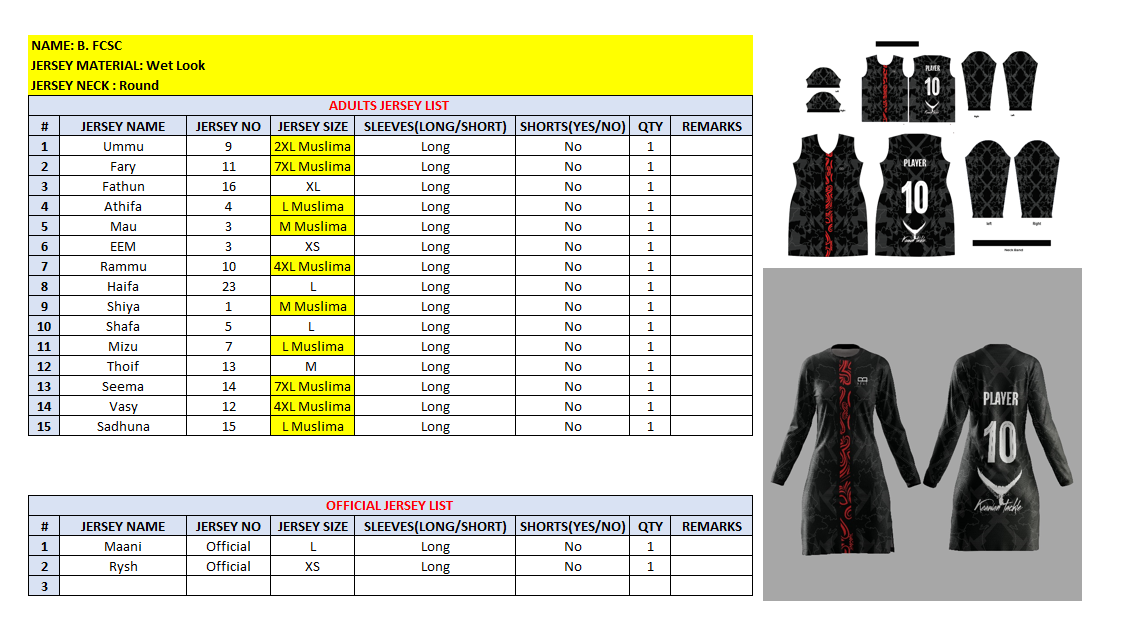 NAME: B. FCSC
JERSEY MATERIAL: Wet Look
JERSEY NECK : Round
ADULTS JERSEY LIST
# JERSEY NAME JERSEY NO JERSEY SIZE SLEEVES(LONG/SHORT) SHORTS(YES/NO) QTY REMARKS
1 Ummu 9 2XL Muslima Long No 1
2 Fary 11 7XL Muslima Long No 1
3 Fathun 16 XL Long No 1
4 Athifa 4 L Muslima Long No 1
5 Mau 3 M Muslima Long No 1
6 EEM 3 XS Long No 1
7 Rammu 10 4XL Muslima Long No 1
8 Haifa 23 L Long No 1
9 Shiya 1 M Muslima Long No 1
10 Shafa 5 L Long No 1
11 Mizu 7 L Muslima Long No 1
12 Thoif 13 M Long No 1
13 Seema 14 7XL Muslima Long No 1
14 Vasy 12 4XL Muslima Long No 1
15 Sadhuna 15 L Muslima Long No 1
OFFICIAL JERSEY LIST
# JERSEY NAME JERSEY NO JERSEY SIZE SLEEVES(LONG/SHORT) SHORTS(YES/NO) QTY REMARKS
1 Maani Official L Long No 1
2 Rysh Official XS Long No 1
3
PLAYER
10
PLAYER
10
left
Right
PLAYER
10